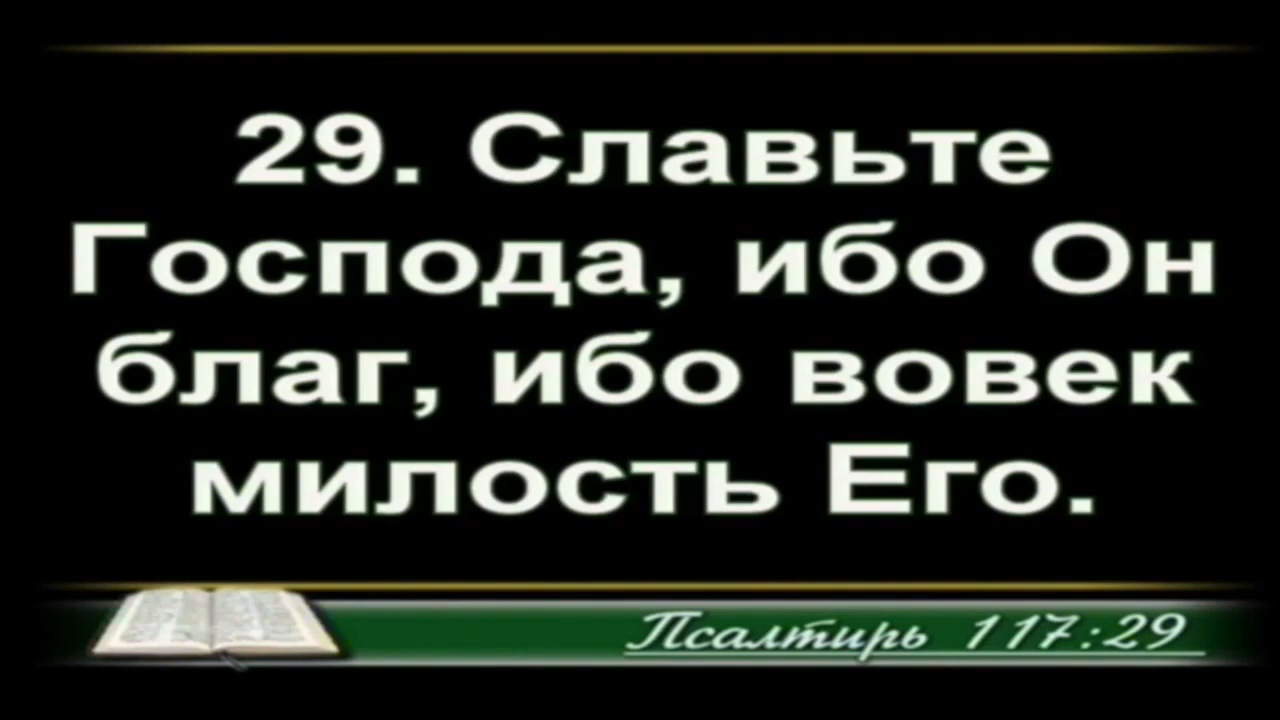 29. Славьте
Господа, ибо Он
благ, ибо вовек
милость Его.
Псалтирь 117:29